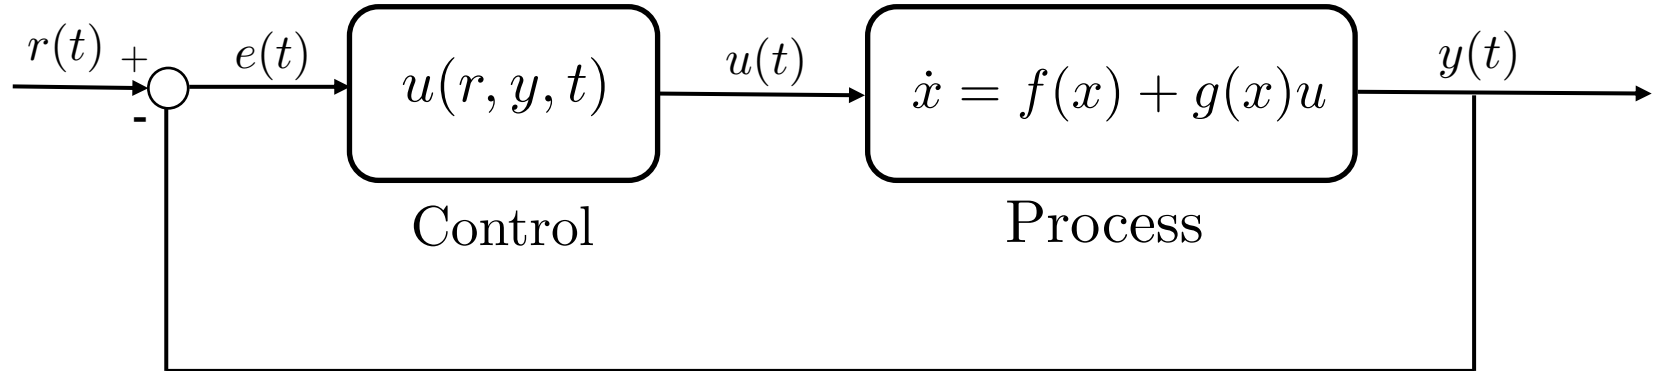 r(t)
+
-
e(t)
u(r, y, t)
Control
u(t)
ẋ = f(x) + g(x)u
Process
y(t)